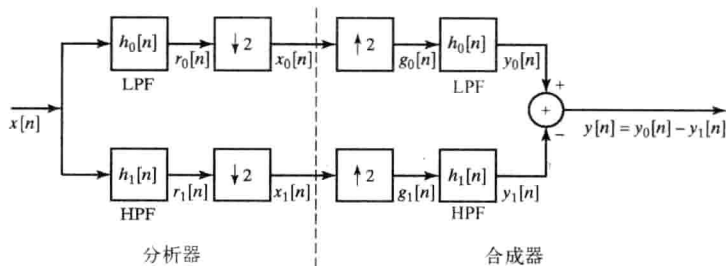 h₀[n]
r₀[n]
↓2
x₀[n]
↑2
g₀[n]
h₀[n]
y₀[n]
LPF
LPF
+
x[n]
+
y[n] = y₀[n] − y₁[n]
−
h₁[n]
r₁[n]
↓2
x₁[n]
↑2
g₁[n]
h₁[n]
y₁[n]
HPF
HPF
分析器
合成器